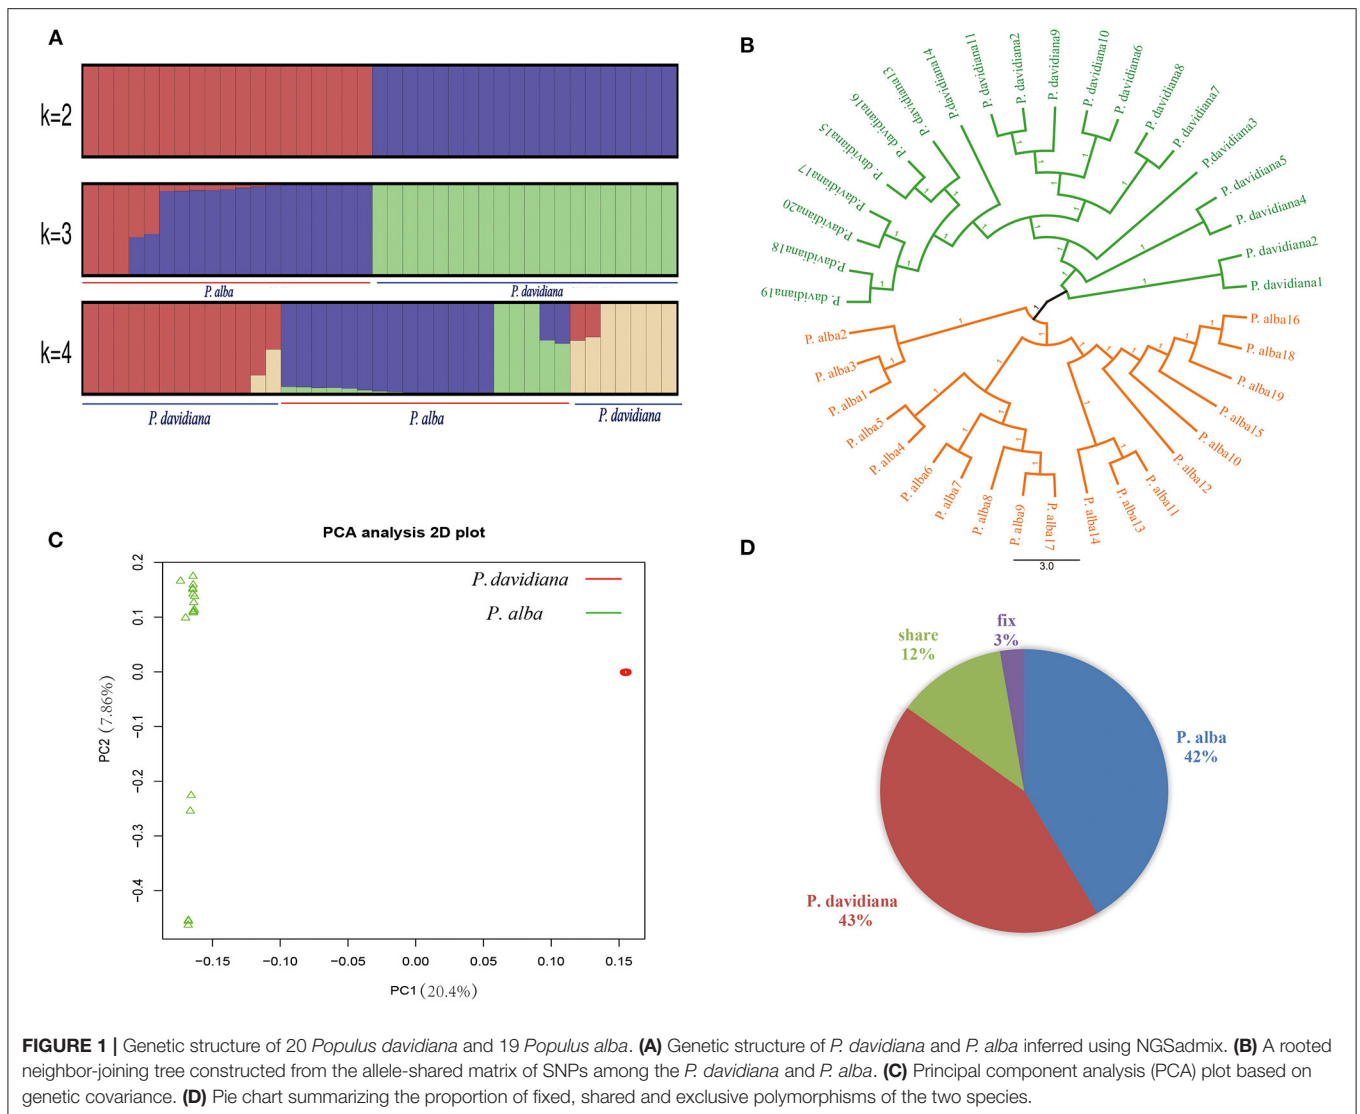 A
k=2
k=3
P. alba
P. davidiana
k=4
P. davidiana
P. alba
P. davidiana
B
P. davidiana19
P.davidiana18
P.davidiana20
P.davidiana17
P. davidiana15
P. davidiana16
P. davidiana13
P.davidiana14
P. davidiana11
P. davidiana2
P. davidiana9
P. davidiana10
P. davidiana6
P. davidiana8
P. davidiana7
P.davidiana3
P. davidiana5
P. davidiana4
P. davidiana2
P. davidiana1
P. alba16
P. alba18
P. alba19
P. alba15
P. alba10
P. alba12
P. alba11
P. alba13
P. alba14
P. alba17
P. alba9
P. alba8
P. alba7
P. alba6
P. alba4
P. alba5
P. alba1
P. alba3
P. alba2
3.0
C
PCA analysis 2D plot
P. davidiana
P. alba
0.2
0.1
0.0
−0.1
−0.2
−0.3
−0.4
PC2 (7.86%)
−0.15
−0.10
−0.05
0.00
0.05
0.10
0.15
PC1 (20.4%)
D
fix
3%
share
12%
P. alba
42%
P. davidiana
43%
FIGURE 1 | Genetic structure of 20 Populus davidiana and 19 Populus alba. (A) Genetic structure of P. davidiana and P. alba inferred using NGSadmix. (B) A rooted
neighbor-joining tree constructed from the allele-shared matrix of SNPs among the P. davidiana and P. alba. (C) Principal component analysis (PCA) plot based on
genetic covariance. (D) Pie chart summarizing the proportion of fixed, shared and exclusive polymorphisms of the two species.